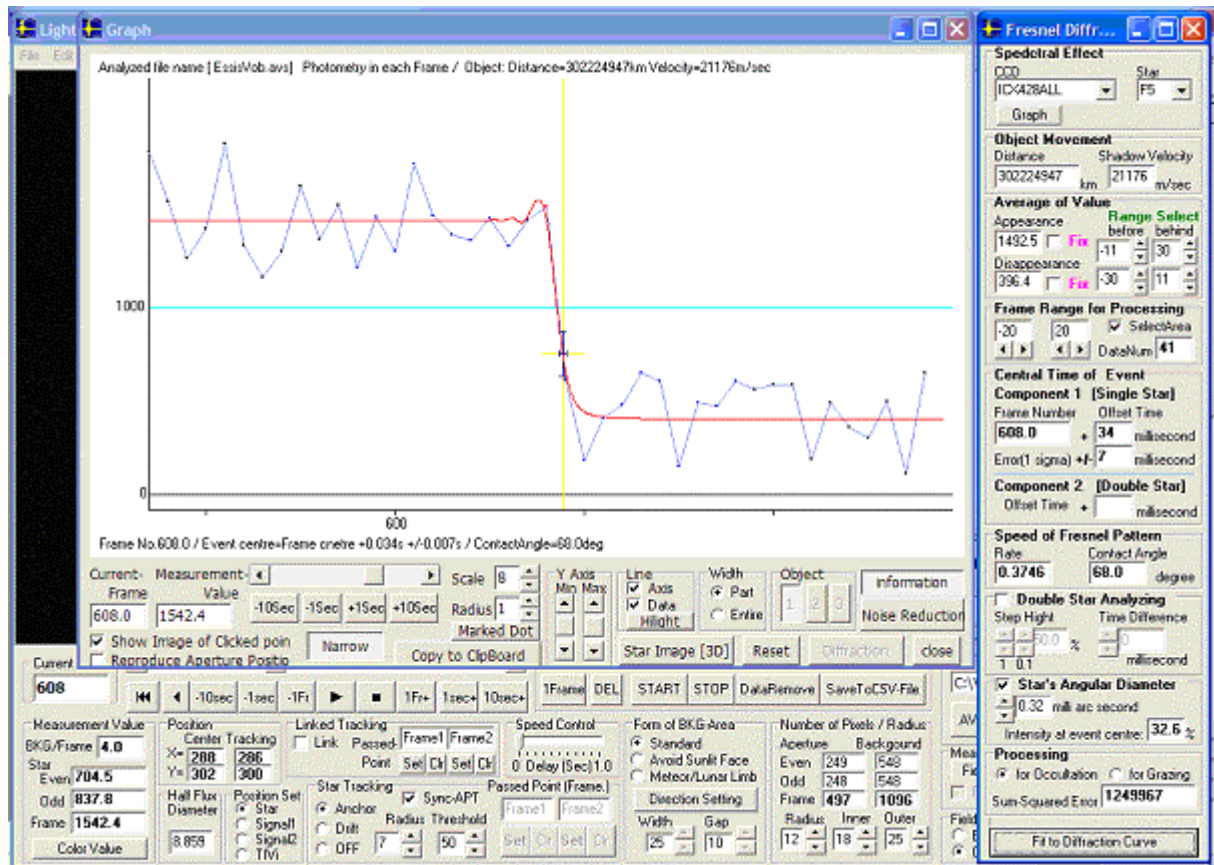 Light
Graph
Fresnel Diffr...
File Edi
Analyzed file name [ EssisVob.avs] Photometry in each Frame / Object: Distance=302224947km Velocity=21176m/sec
1000
0
600
Frame No.608.0 / Event centre=Frame cnetre +0.034s +/-0.007s / ContactAngle=68.0deg
Current- Frame
608.0
Measurement- Value
1542.4
-10Sec -1Sec +1Sec +10Sec
Scale 8
Radius 1
Marked Dot
Show Image of Clicked poin
Reproduce Aperture Positio
Narrow
Copy to ClipBoard
Y Axis
Min Max
Line
Axis
Data
Hilight
Width
Part
Entire
Object
1 2 3
Information
Noise Reduction
Star Image [3D] Reset Diffraction close
Spedctral Effect
CCD Star
ICX428ALL F5
Graph
Object Movement
Distance Shadow Velocity
302224947 km 21176 m/sec
Average of Value
Appearance Range Select
before behind
1492.5 Fix -11 30
Disappearance
396.4 Fix -30 11
Frame Range for Processing
-20 20 SelectArea
DataNum 41
Central Time of Event
Component 1 [Single Star]
Frame Number Offset Time
608.0 + 34 millisecond
Error(1 sigma) +/- 7 millisecond
Component 2 [Double Star]
Offset Time + millisecond
Speed of Fresnel Pattern
Rate Contact Angle
0.3746 68.0 degree
Double Star Analyzing
Step Hight Time Difference
50.0 % 0
1 0.1 millisecond
Star's Angular Diameter
0.32 mili arc second
Intensity at event centre: 32.6 %
Processing
for Occultation for Grazing
Sum-Squared Error 1249967
Fit to Diffraction Curve
Current
608
-10sec -1sec -1Fr 1Fr+ 1sec+ 10sec+
1Frame DEL START STOP DataRemove SaveToCSV-File
Measurement Value
BKG/Frame 4.0
Star
Even 704.5
Odd 837.8
Frame 1542.4
Color Value
Position
Center Tracking
X= 288 286
Y= 302 300
Half Flux Diameter
8.859
Position Set
Star
Signal1
Signal2
TIVi
Linked Tracking
Link Passed- Point
Frame1 Frame2
Set Clr Set Clr
Star Tracking
Anchor
Drift
OFF
Sync-APT
Radius Threshold
7 50
Speed Control
0 Delay (Sec) 1.0
Passed Point (Frame.)
Frame1 Frame2
Set Clr Set Clr
Form of BKG-Area
Standard
Avoid Sunlit Face
Meteor/Lunar Limb
Direction Setting
Width Gap
25 10
Number of Pixels / Radius
Aperture Backgound
Even 249 548
Odd 248 548
Frame 497 1096
Radius Inner Outer
12 18 25